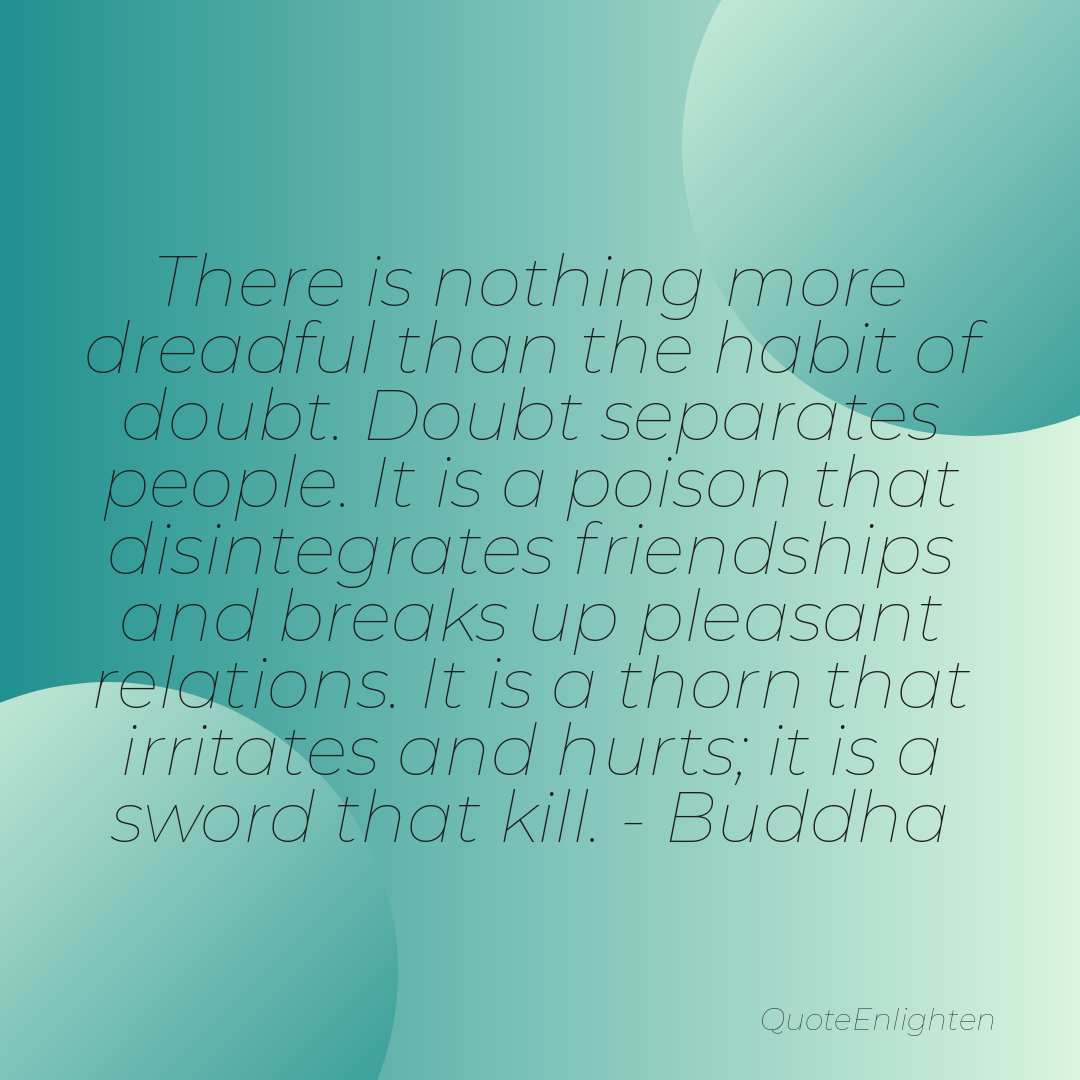 There is nothing more
dreadful than the habit of
doubt. Doubt separates
people. It is a poison that
disintegrates friendships
and breaks up pleasant
relations. It is a thorn that
irritates and hurts; it is a
sword that kill. - Buddha
QuoteEnlighten